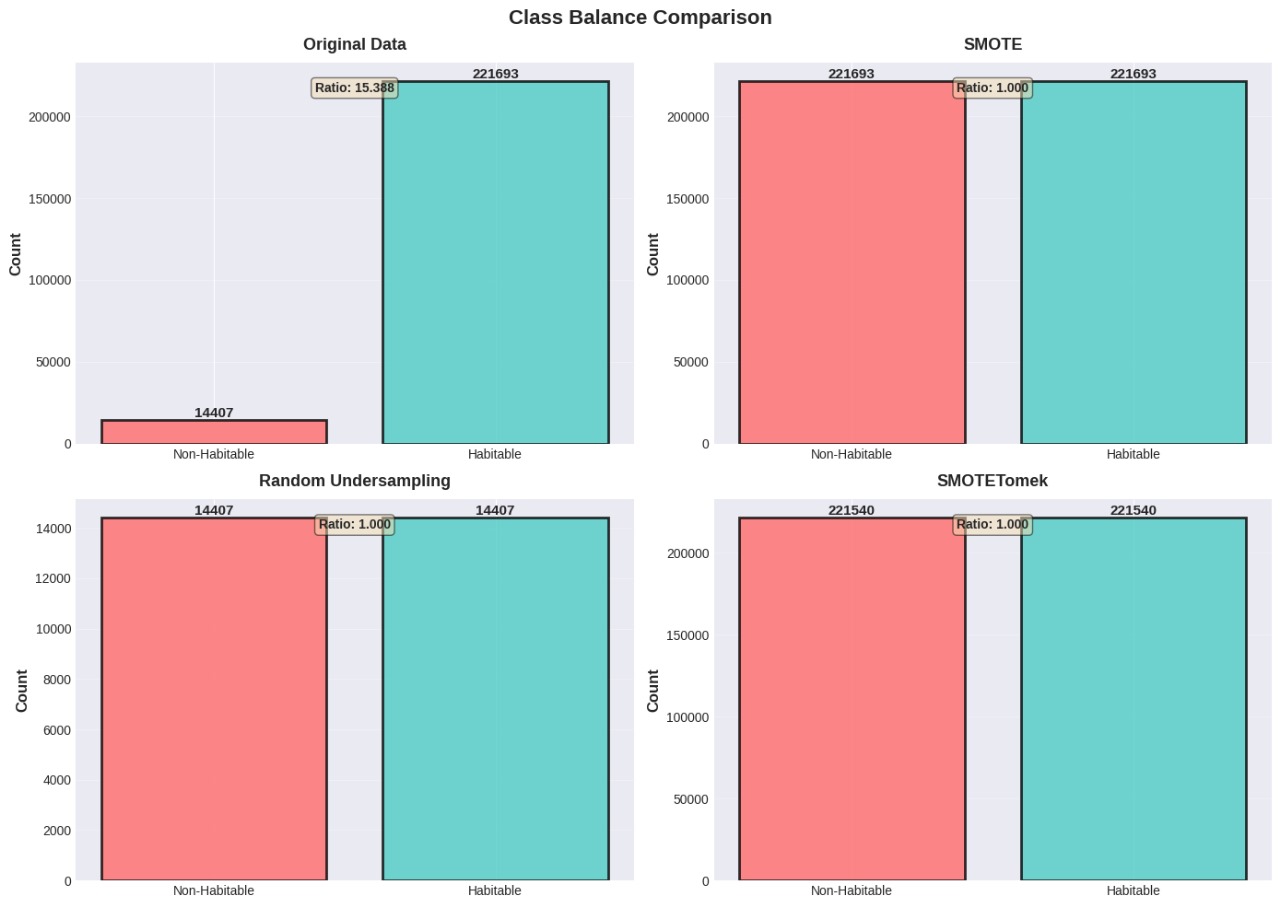 Class Balance Comparison
Original Data
Ratio: 15.388
221693
14407
Count
200000
150000
100000
50000
0
Non-Habitable
Habitable
SMOTE
221693
Ratio: 1.000
221693
Count
200000
150000
100000
50000
0
Non-Habitable
Habitable
Random Undersampling
14407
Ratio: 1.000
14407
Count
14000
12000
10000
8000
6000
4000
2000
0
Non-Habitable
Habitable
SMOTETomek
221540
Ratio: 1.000
221540
Count
200000
150000
100000
50000
0
Non-Habitable
Habitable